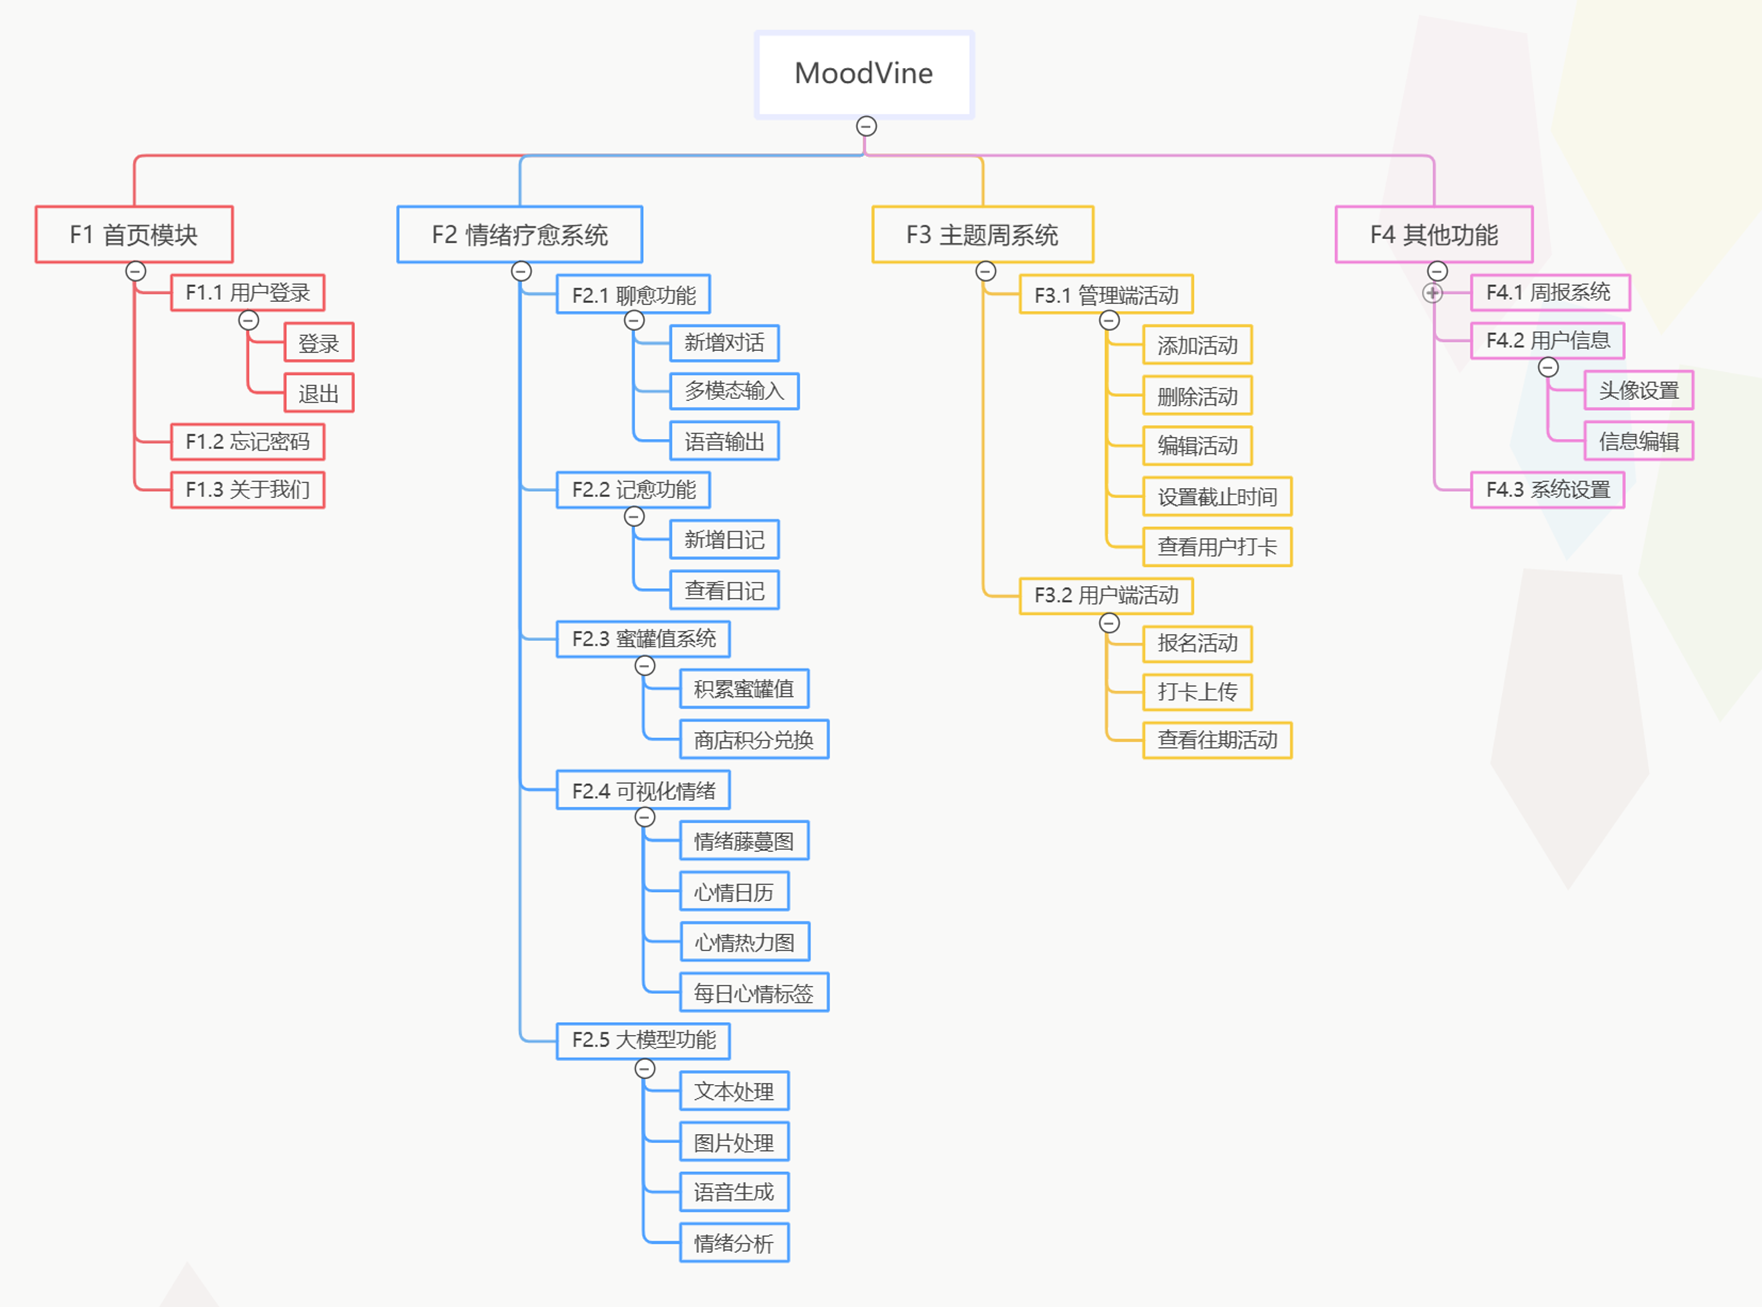 MoodVine
F1 首页模块
F1.1 用户登录
登录
退出
F1.2 忘记密码
F1.3 关于我们
F2 情绪疗愈系统
F2.1 聊愈功能
新增对话
多模态输入
语音输出
F2.2 记愈功能
新增日记
查看日记
F2.3 蜜罐值系统
积累蜜罐值
商店积分兑换
F2.4 可视化情绪
情绪藤蔓图
心情日历
心情热力图
每日心情标签
F2.5 大模型功能
文本处理
图片处理
语音生成
情绪分析
F3 主题周系统
F3.1 管理端活动
添加活动
删除活动
编辑活动
设置截止时间
查看用户打卡
F3.2 用户端活动
报名活动
打卡上传
查看往期活动
F4 其他功能
F4.1 周报系统
F4.2 用户信息
头像设置
信息编辑
F4.3 系统设置